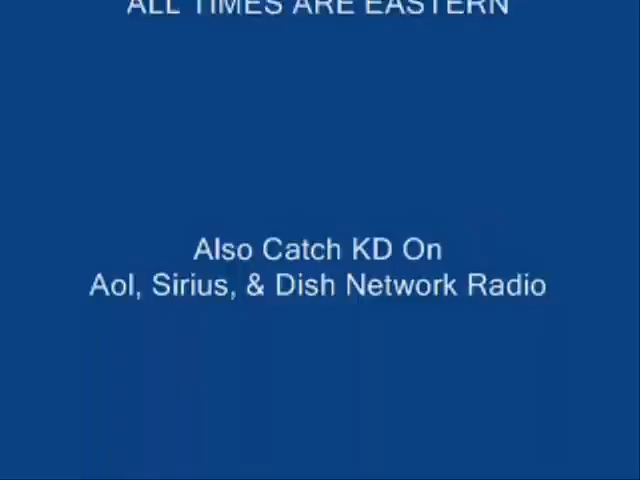 ALL TIMES ARE EASTERN
Also Catch KD On
Aol, Sirius, & Dish Network Radio